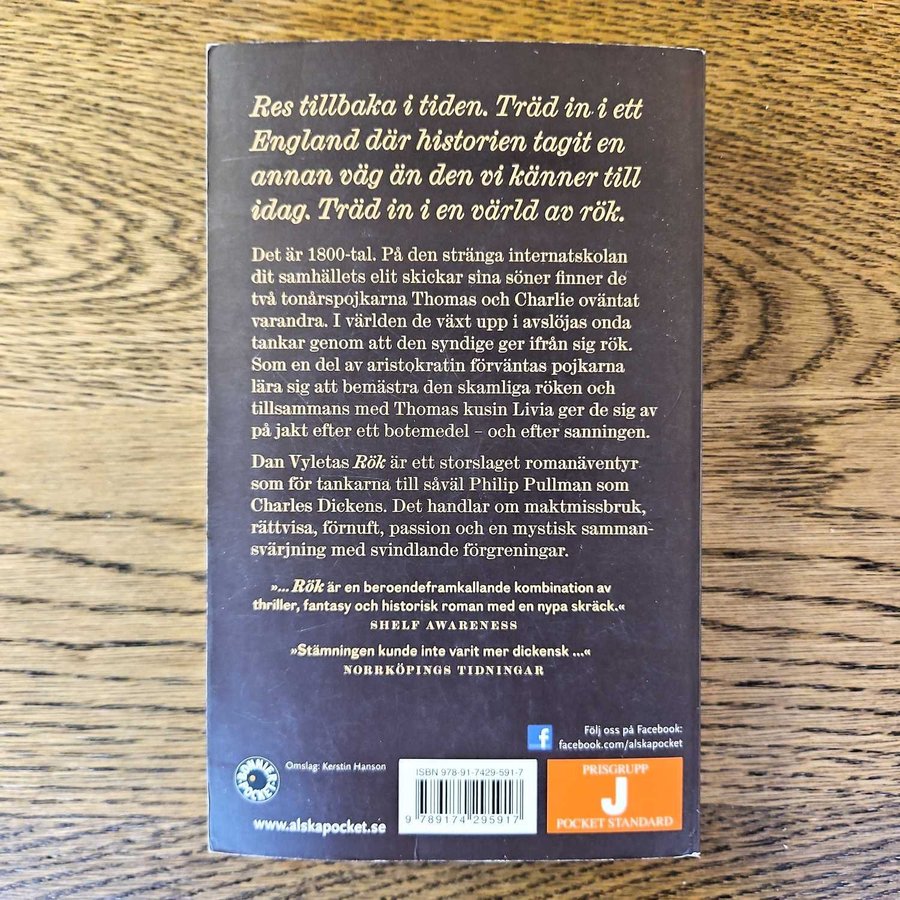 Res tillbaka i tiden. Träd in i ett
England där historien tagit en
annan väg än den vi känner till
idag. Träd in i en värld av rök.
Det är 1800-tal. På den stränga internatskolan
dit samhällets elit skickar sina söner finner de
två tonårspojkarna Thomas och Charlie oväntat
varandra. I världen de växt upp i avslöjas onda
tankar genom att den syndige ger ifrån sig rök.
Som en del av aristokratin förväntas pojkarna
lära sig att bemästra den skamliga röken och
tillsammans med Thomas kusin Livia ger de sig av
på jakt efter ett botemedel – och efter sanningen.
Dan Vyletas Rök är ett storslaget romanäventyr
som för tankarna till såväl Philip Pullman som
Charles Dickens. Det handlar om maktmissbruk,
rättvisa, förnuft, passion och en mystisk samman-
svärjning med svindlande förgreningar.
»... Rök är en beroendeframkallande kombination av
thriller, fantasy och historisk roman med en nypa skräck.«
SHELF AWARENESS
»Stämningen kunde inte varit mer dickensk ...«
NORRKÖPINGS TIDNINGAR
f
Följ oss på Facebook:
facebook.com/alskapocket
BONNIER
POCKET
Omslag: Kerstin Hanson
www.alskapocket.se
ISBN 978-91-7429-591-7
9 789174 295917
PRISGRUPP
J
POCKET STANDARD